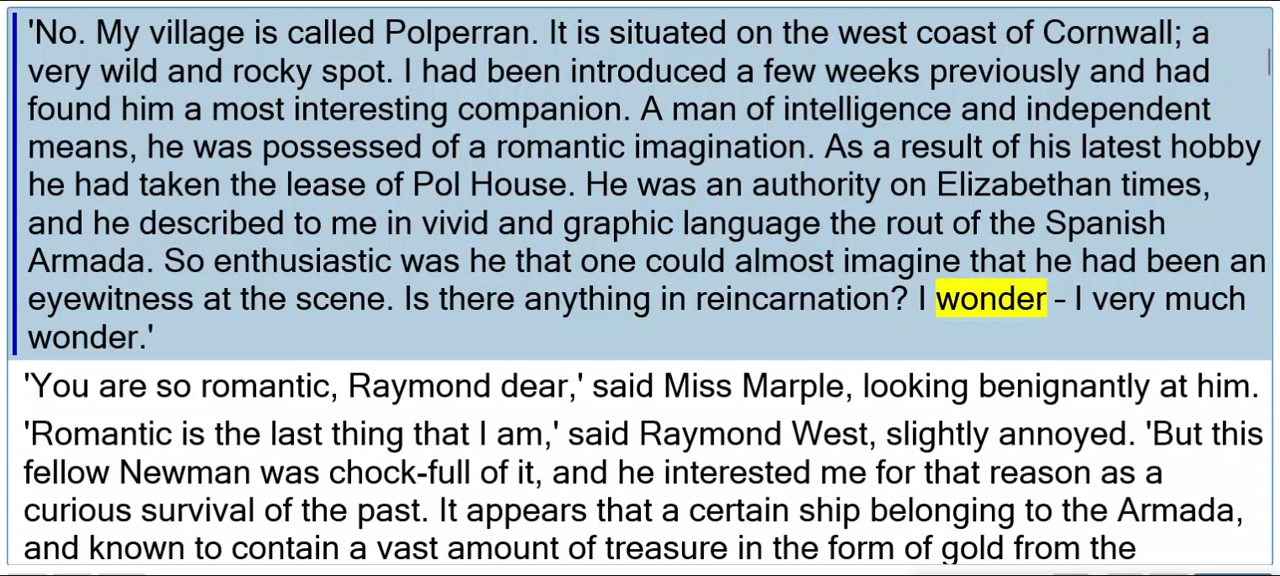 'No. My village is called Polperran. It is situated on the west coast of Cornwall; a
very wild and rocky spot. I had been introduced a few weeks previously and had
found him a most interesting companion. A man of intelligence and independent
means, he was possessed of a romantic imagination. As a result of his latest hobby
he had taken the lease of Pol House. He was an authority on Elizabethan times,
and he described to me in vivid and graphic language the rout of the Spanish
Armada. So enthusiastic was he that one could almost imagine that he had been an
eyewitness at the scene. Is there anything in reincarnation? I wonder – I very much
wonder.'
'You are so romantic, Raymond dear,' said Miss Marple, looking benignantly at him.
'Romantic is the last thing that I am,' said Raymond West, slightly annoyed. 'But this
fellow Newman was chock-full of it, and he interested me for that reason as a
curious survival of the past. It appears that a certain ship belonging to the Armada,
and known to contain a vast amount of treasure in the form of gold from the